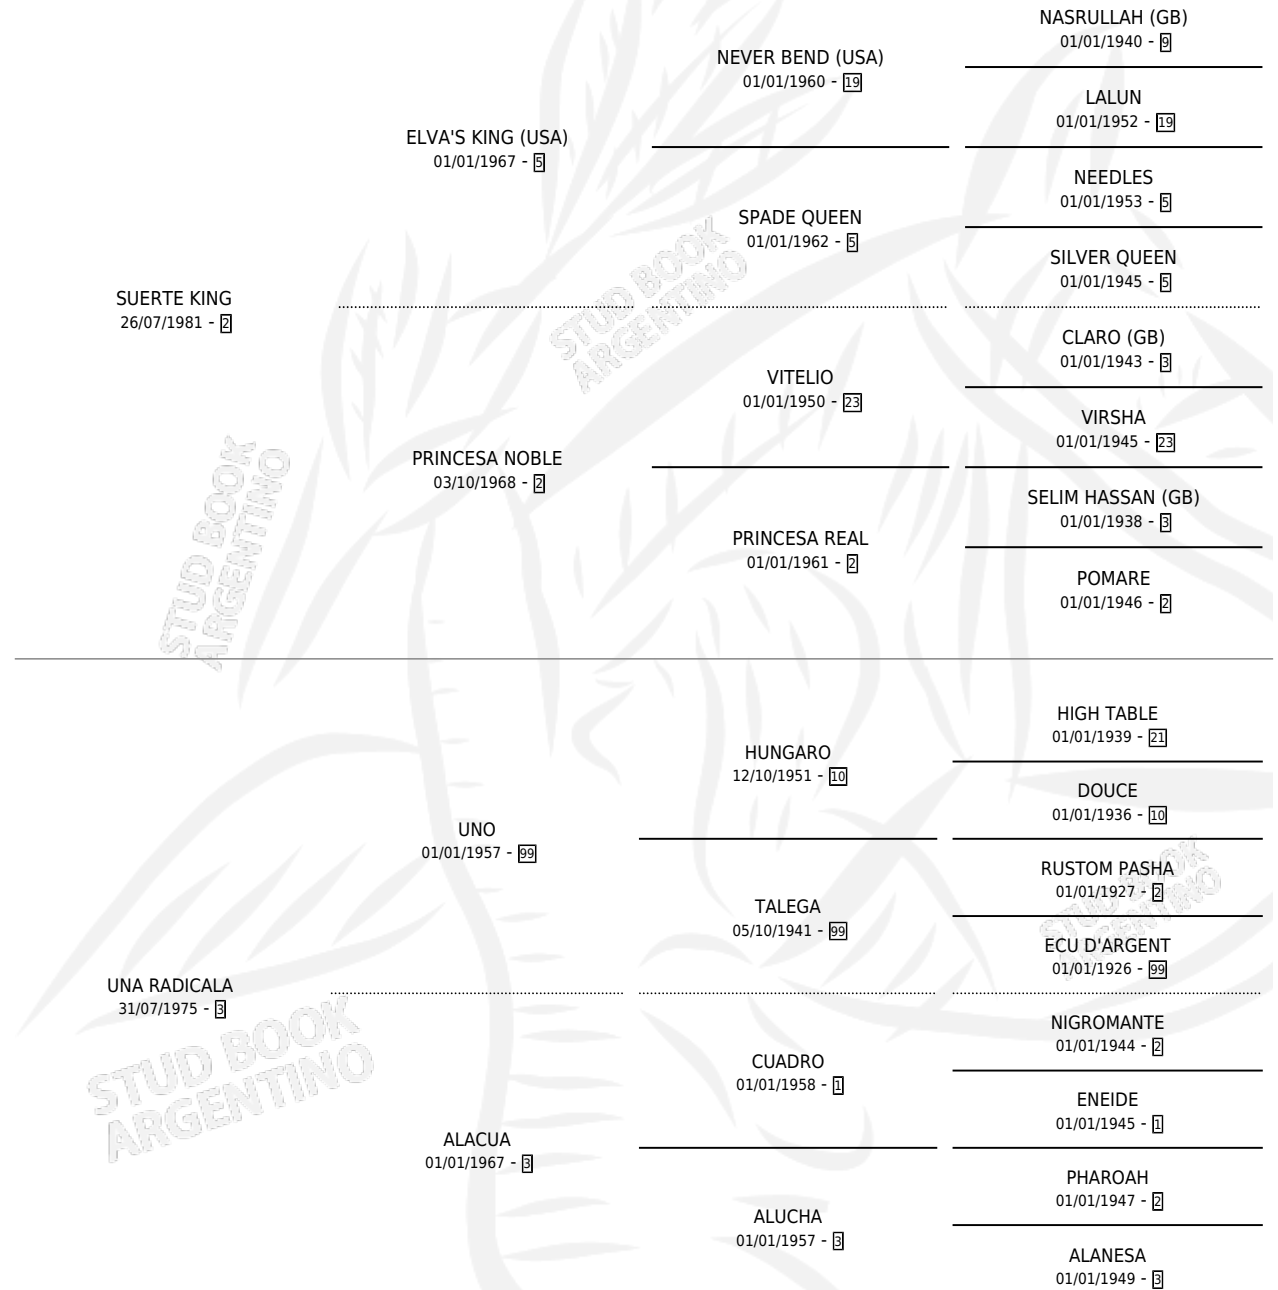 NASRULLAH (GB)
01/01/1940 - 9
NEVER BEND (USA)
01/01/1960 - 19
LALUN
01/01/1952 - 19
ELVA'S KING (USA)
01/01/1967 - 5
NEEDLES
01/01/1953 - 5
SPADE QUEEN
01/01/1962 - 5
SILVER QUEEN
01/01/1945 - 5
SUERTE KING
26/07/1981 - 2
STUD BOOK
ARGENTINO
CLARO (GB)
01/01/1943 - 3
VITELIO
01/01/1950 - 23
VIRSHA
01/01/1945 - 23
PRINCESA NOBLE
03/10/1968 - 2
SELIM HASSAN (GB)
01/01/1938 - 3
PRINCESA REAL
01/01/1961 - 2
POMARE
01/01/1946 - 2
STUD BOOK
ARGENTINO
HIGH TABLE
01/01/1939 - 21
HUNGARO
12/10/1951 - 10
DOUCE
01/01/1936 - 10
UNO
01/01/1957 - 99
RUSTOM PASHA
01/01/1927 - 2
TALEGA
05/10/1941 - 99
STUD BOOK
ARGENTINO
ECU D'ARGENT
01/01/1926 - 99
UNA RADICALA
31/07/1975 - 3
STUD BOOK
ARGENTINO
NIGROMANTE
01/01/1944 - 2
CUADRO
01/01/1958 - 1
ENEIDE
01/01/1945 - 1
ALACUA
01/01/1967 - 3
PHAROAH
01/01/1947 - 2
ALUCHA
01/01/1957 - 3
ALANESA
01/01/1949 - 3